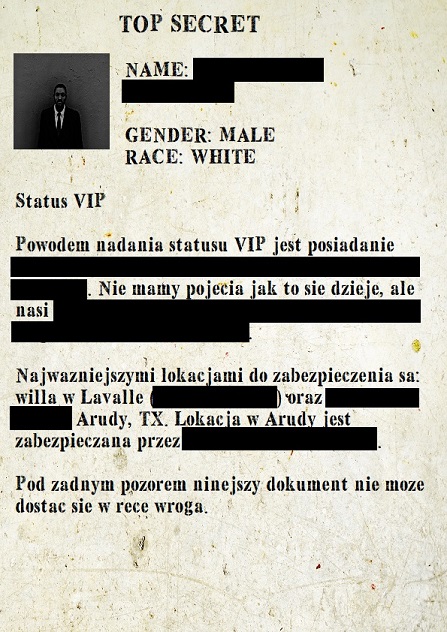 TOP SECRET
NAME:
GENDER: MALE
RACE: WHITE
Status VIP
Powodem nadania statusu VIP jest posiadanie
. Nie mamy pojecia jak to sie dzieje, ale
nasi
.
Najwazniejszymi lokacjami do zabezpieczenia sa:
willa w Lavalle ( ) oraz
Arudy, TX. Lokacja w Arudy jest
zabezpieczana przez .
Pod zadnym pozorem ninejszy dokument nie moze
dostac sie w rece wroga.